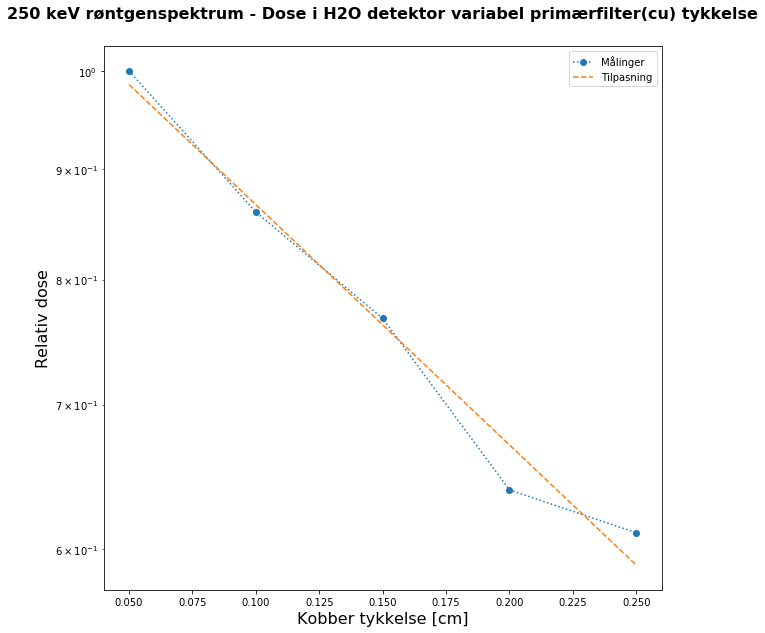 250 keV røntgenspektrum - Dose i H2O detektor variabel primærfilter(cu) tykkelse
Målinger
Tilpasning
Relativ dose
10⁰
9 × 10⁻¹
8 × 10⁻¹
7 × 10⁻¹
6 × 10⁻¹
0.050 0.075 0.100 0.125 0.150 0.175 0.200 0.225 0.250
Kobber tykkelse [cm]